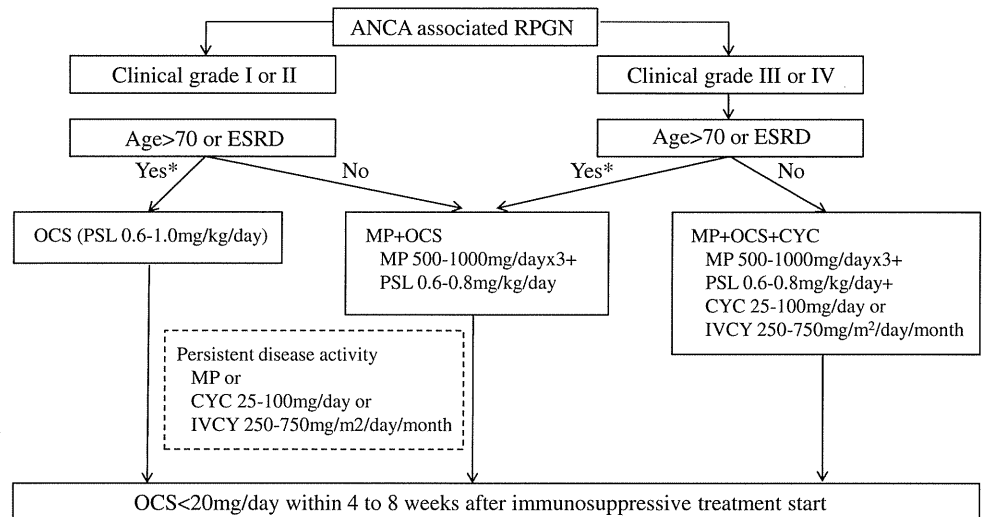 ANCA associated RPGN
Clinical grade I or II
Clinical grade III or IV
Age>70 or ESRD
Age>70 or ESRD
Yes*
No
Yes*
No
OCS (PSL 0.6-1.0mg/kg/day)
MP+OCS
MP 500-1000mg/dayx3+
PSL 0.6-0.8mg/kg/day
MP+OCS+CYC
MP 500-1000mg/dayx3+
PSL 0.6-0.8mg/kg/day+
CYC 25-100mg/day or
IVCY 250-750mg/m²/day/month
Persistent disease activity
MP or
CYC 25-100mg/day or
IVCY 250-750mg/m2/day/month
OCS<20mg/day within 4 to 8 weeks after immunosuppressive treatment start